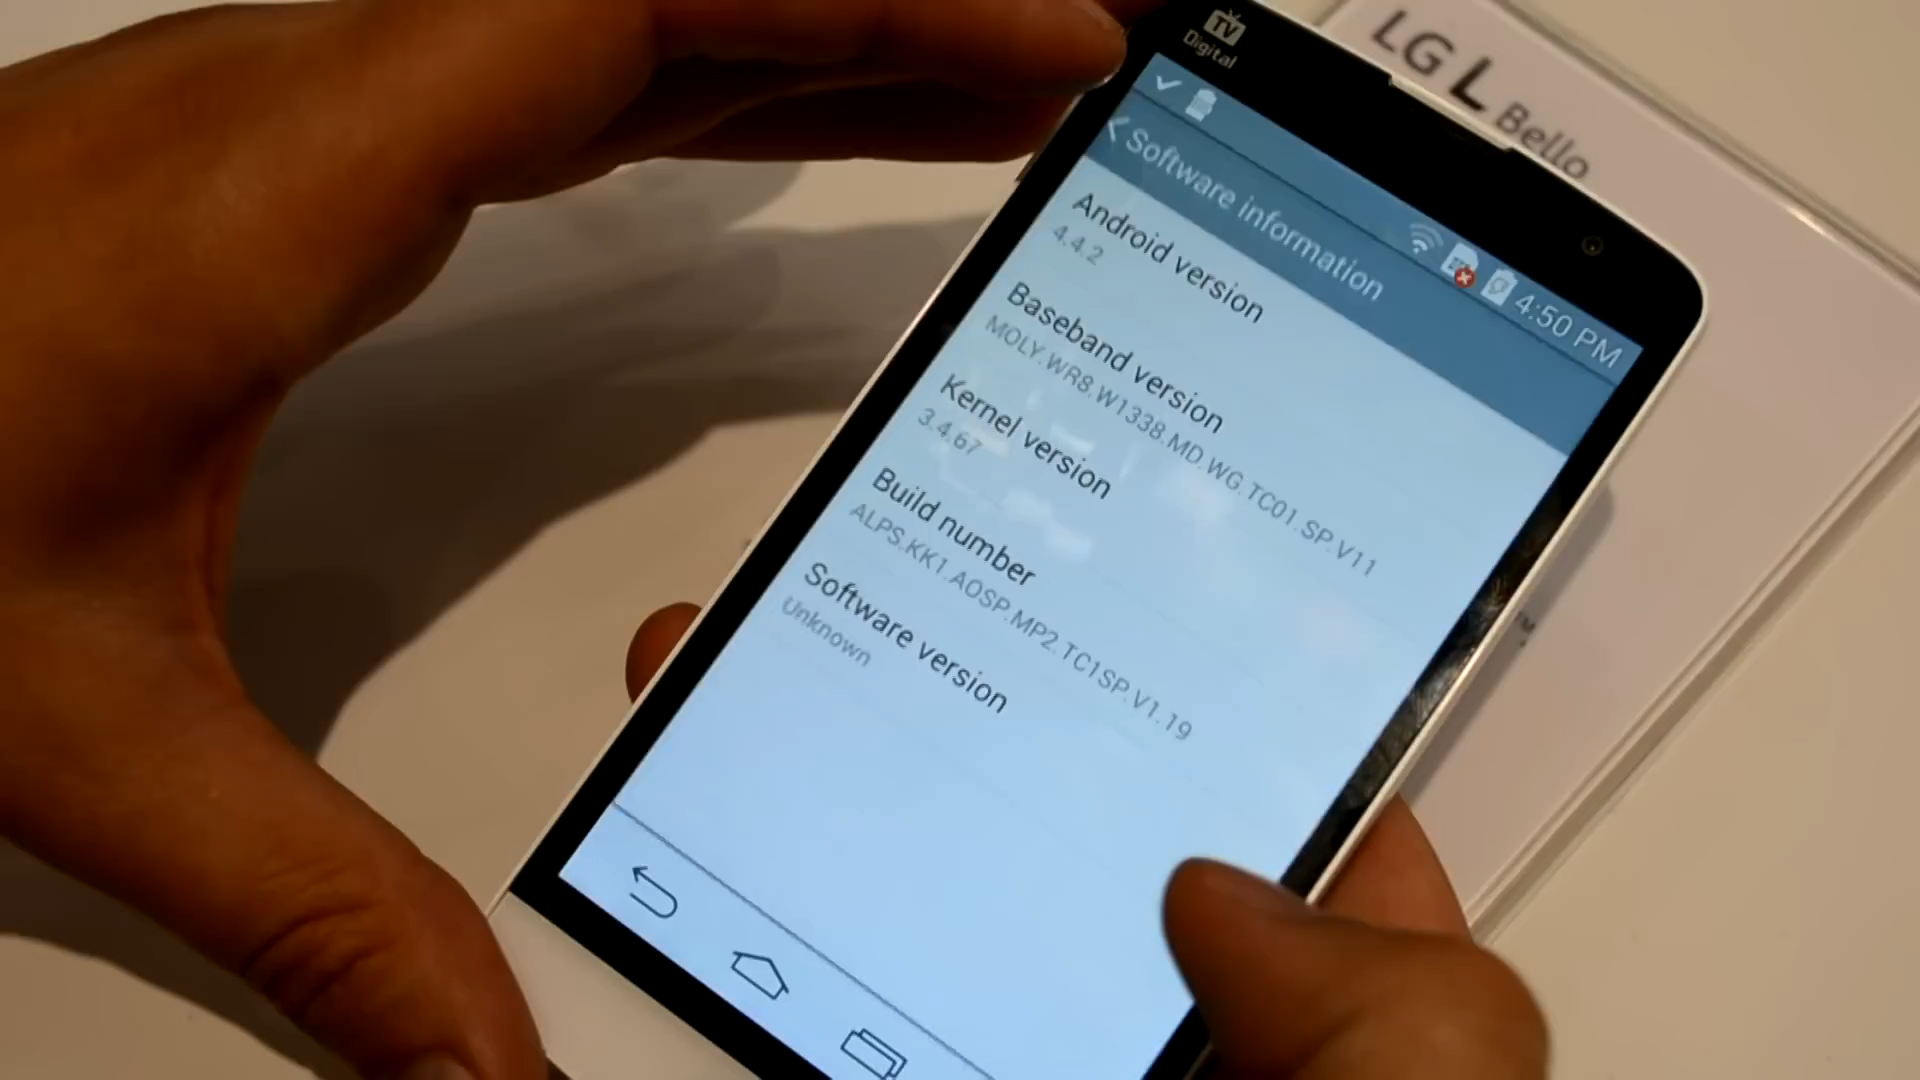 TV
Digital
LG L Bello
4:50 PM
Software information
Android version
4.4.2
Baseband version
MOLY.WR8.W1338.MD.WG.TC01.SP.V11
Kernel version
3.4.67
Build number
ALPS.KK1.AOSP.MP2.TC1SP.V1.19
Software version
Unknown
TM